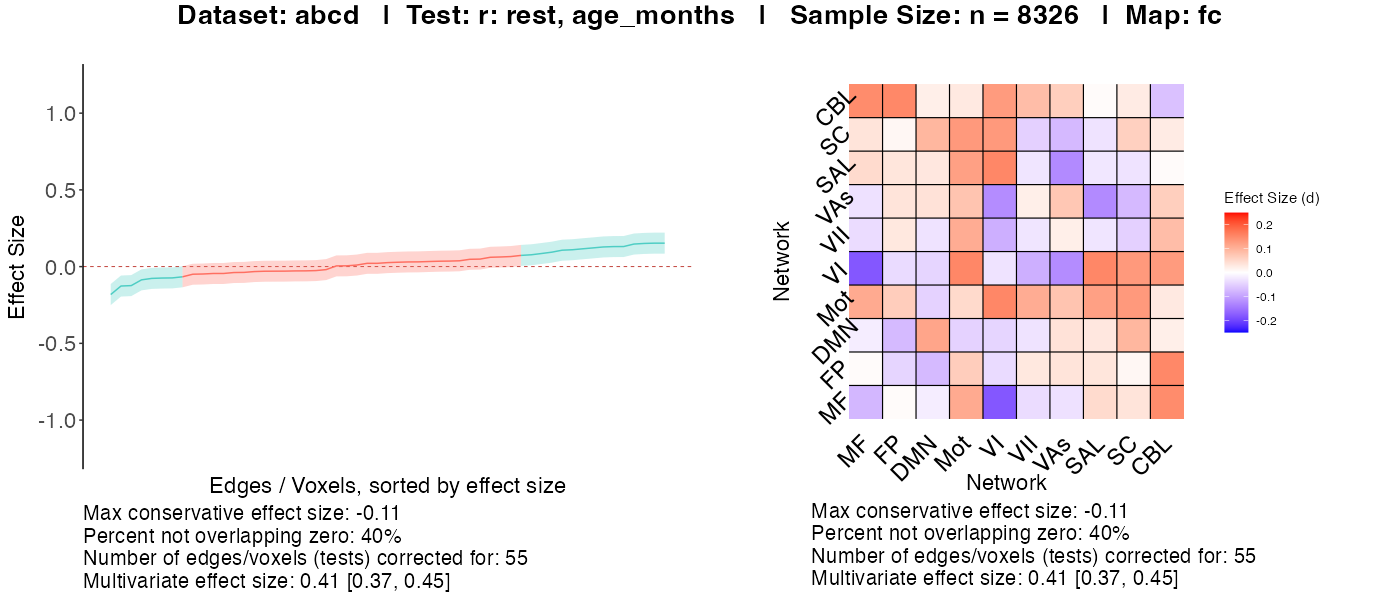 Dataset: abcd | Test: r: rest, age_months | Sample Size: n = 8326 | Map: fc
Effect Size
1.0
0.5
0.0
-0.5
-1.0
Edges / Voxels, sorted by effect size
Max conservative effect size: -0.11
Percent not overlapping zero: 40%
Number of edges/voxels (tests) corrected for: 55
Multivariate effect size: 0.41 [0.37, 0.45]
Network
CBL
SC
SAL
VAs
VII
VI
Mot
DMN
FP
MF
MF FP DMN Mot VI VII VAs SAL SC CBL
Network
Effect Size (d)
0.2
0.1
0.0
-0.1
-0.2
Max conservative effect size: -0.11
Percent not overlapping zero: 40%
Number of edges/voxels (tests) corrected for: 55
Multivariate effect size: 0.41 [0.37, 0.45]